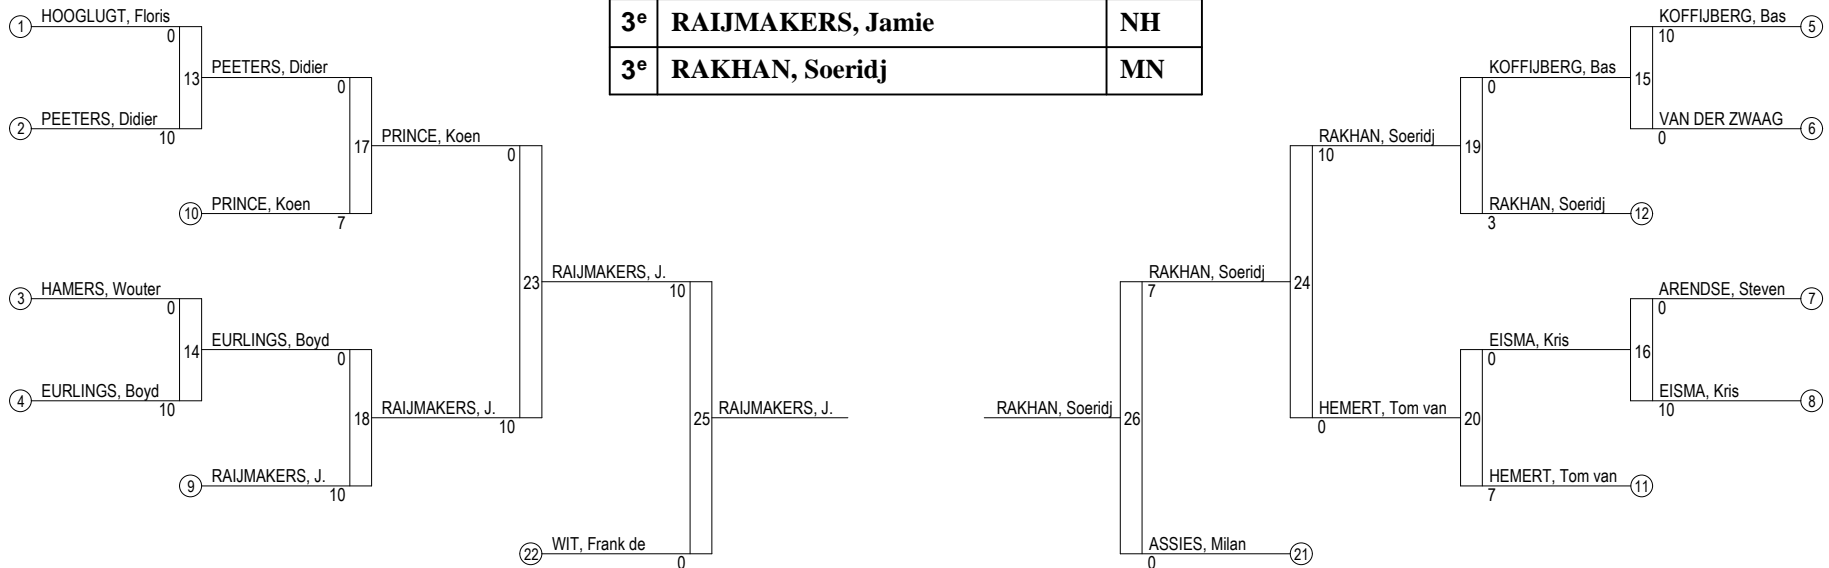 3e RAIJMAKERS, Jamie NH
3e RAKHAN, Soeridj MN
1 HOOGLUGT, Floris
0
13 PEETERS, Didier
0
2 PEETERS, Didier
10
17 PRINCE, Koen
0
10 PRINCE, Koen
7
23 RAIJMAKERS, J.
10
3 HAMERS, Wouter
0
14 EURLINGS, Boyd
0
4 EURLINGS, Boyd
10
18 RAIJMAKERS, J.
10
9 RAIJMAKERS, J.
10
25 RAIJMAKERS, J.
22 WIT, Frank de
0
KOFFIJBERG, Bas 5
10
KOFFIJBERG, Bas 15
0
VAN DER ZWAAG 6
0
RAKHAN, Soeridj 19
10
RAKHAN, Soeridj 12
3
RAKHAN, Soeridj 24
7
ARENDSE, Steven 7
0
EISMA, Kris 16
0
EISMA, Kris 8
10
HEMERT, Tom van 20
0
HEMERT, Tom van 11
7
RAKHAN, Soeridj 26
ASSIES, Milan 21
0